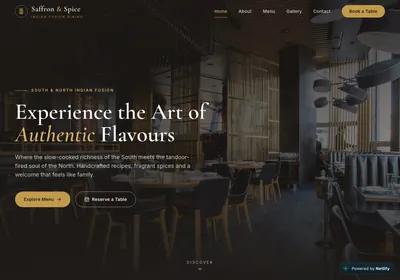 Saffron & Spice
INDIAN FUSION DINING
Home About Menu Gallery Contact Book a Table
SOUTH & NORTH INDIAN FUSION
Experience the Art of
Authentic Flavours
Where the slow-cooked richness of the South meets the tandoor-
fired soul of the North. Handcrafted recipes, fragrant spices and a
welcome that feels like family.
Explore Menu → Reserve a Table
DISCOVER
Powered by Netlify